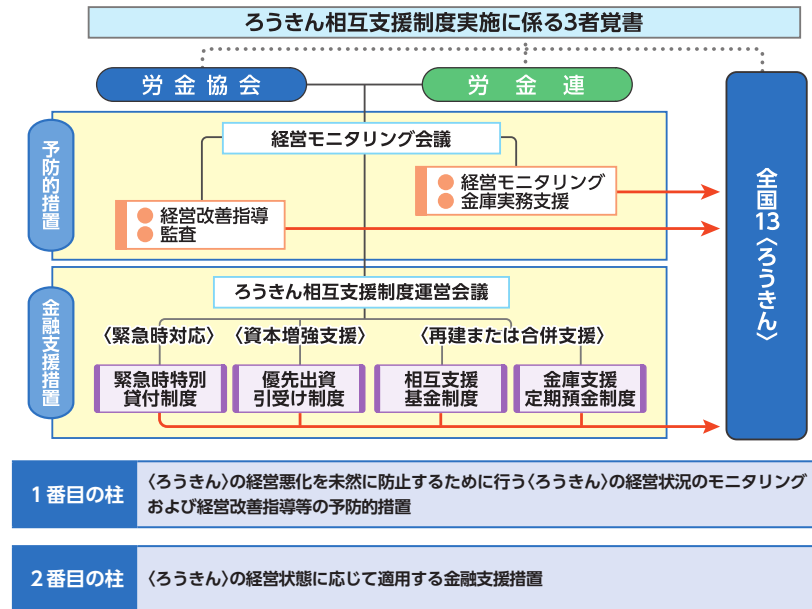 ろうきん相互支援制度実施に係る3者覚書
労金協会
労金連
予防的措置
経営モニタリング会議
経営改善指導
監査
経営モニタリング
金庫実務支援
全国13〈ろうきん〉
金融支援措置
ろうきん相互支援制度運営会議
〈緊急時対応〉
〈資本増強支援〉
〈再建または合併支援〉
緊急時特別
貸付制度
優先出資
引受け制度
相互支援
基金制度
金庫支援
定期預金制度
1番目の柱
〈ろうきん〉の経営悪化を未然に防止するために行う〈ろうきん〉の経営状況のモニタリング
および経営改善指導等の予防的措置
2番目の柱
〈ろうきん〉の経営状態に応じて適用する金融支援措置